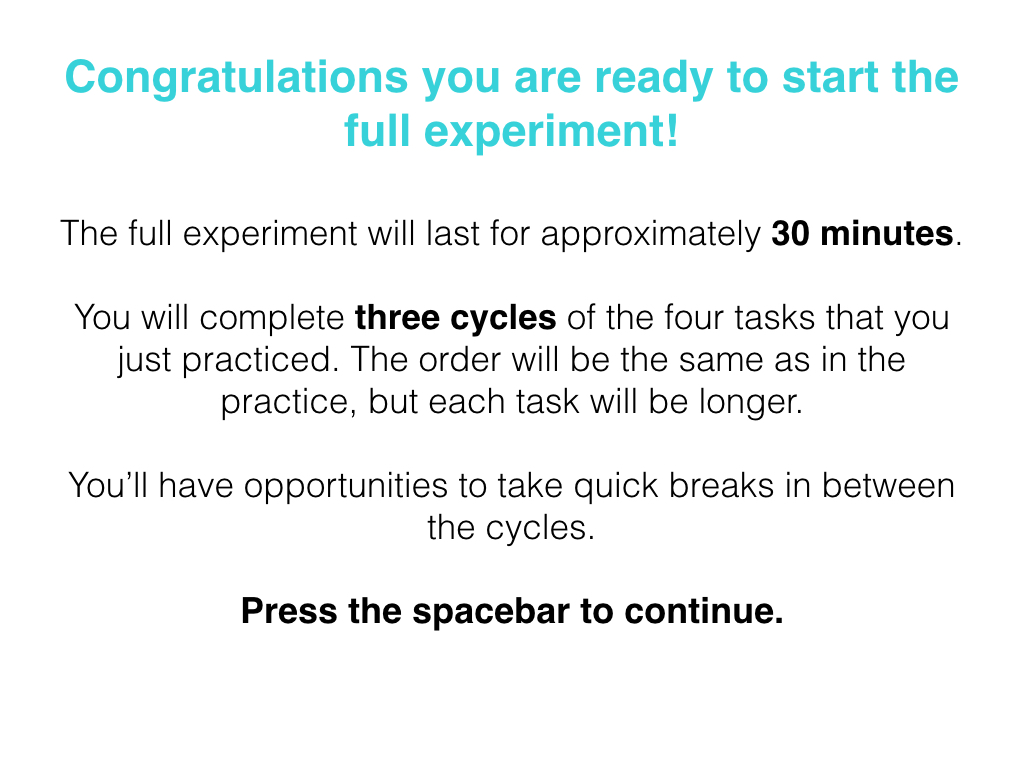 Congratulations you are ready to start the
full experiment!
The full experiment will last for approximately 30 minutes.
You will complete three cycles of the four tasks that you
just practiced. The order will be the same as in the
practice, but each task will be longer.
You’ll have opportunities to take quick breaks in between
the cycles.
Press the spacebar to continue.